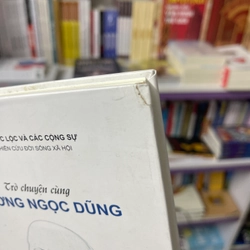 LỘC VÀ CÁC CỘNG SỰ
CỨU ĐỜI SỐNG XÃ HỘI
Trò chuyện cùng
NGỌC DŨNG